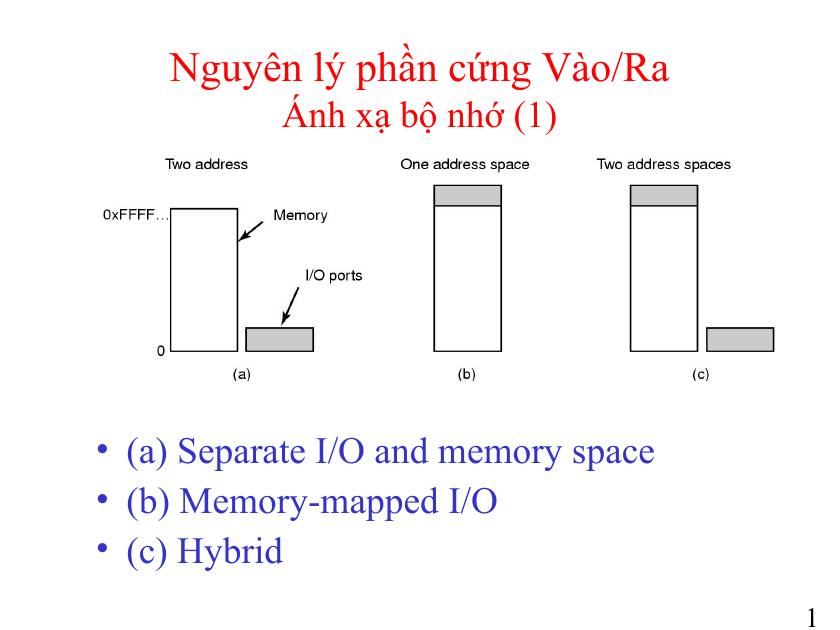 Nguyên lý phần cứng Vào/Ra
Ánh xạ bộ nhớ (1)
Two address
One address space
Two address spaces
0xFFFF…
Memory
I/O ports
0
(a)
(b)
(c)
• (a) Separate I/O and memory space
• (b) Memory-mapped I/O
• (c) Hybrid
1